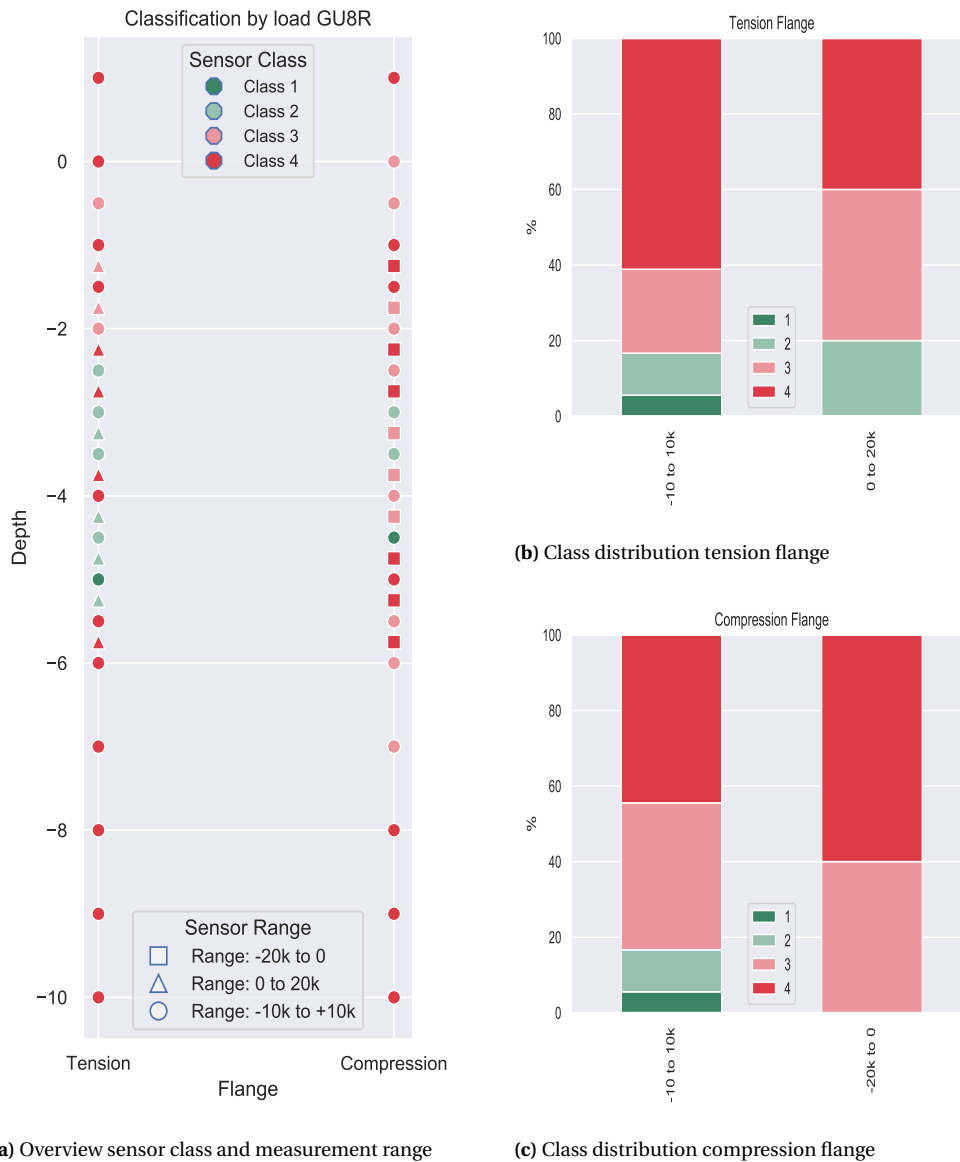 Classification by load GU8R
Sensor Class
Class 1
Class 2
Class 3
Class 4
0
−2
−4
−6
−8
−10
Depth
Sensor Range
Range: -20k to 0
Range: 0 to 20k
Range: -10k to +10k
Tension
Compression
Flange
a) Overview sensor class and measurement range
Tension Flange
100
80
60
40
20
0
%
1
2
3
4
-10 to 10k
0 to 20k
(b) Class distribution tension flange
Compression Flange
100
80
60
40
20
0
%
1
2
3
4
-10 to 10k
-20k to 0
(c) Class distribution compression flange